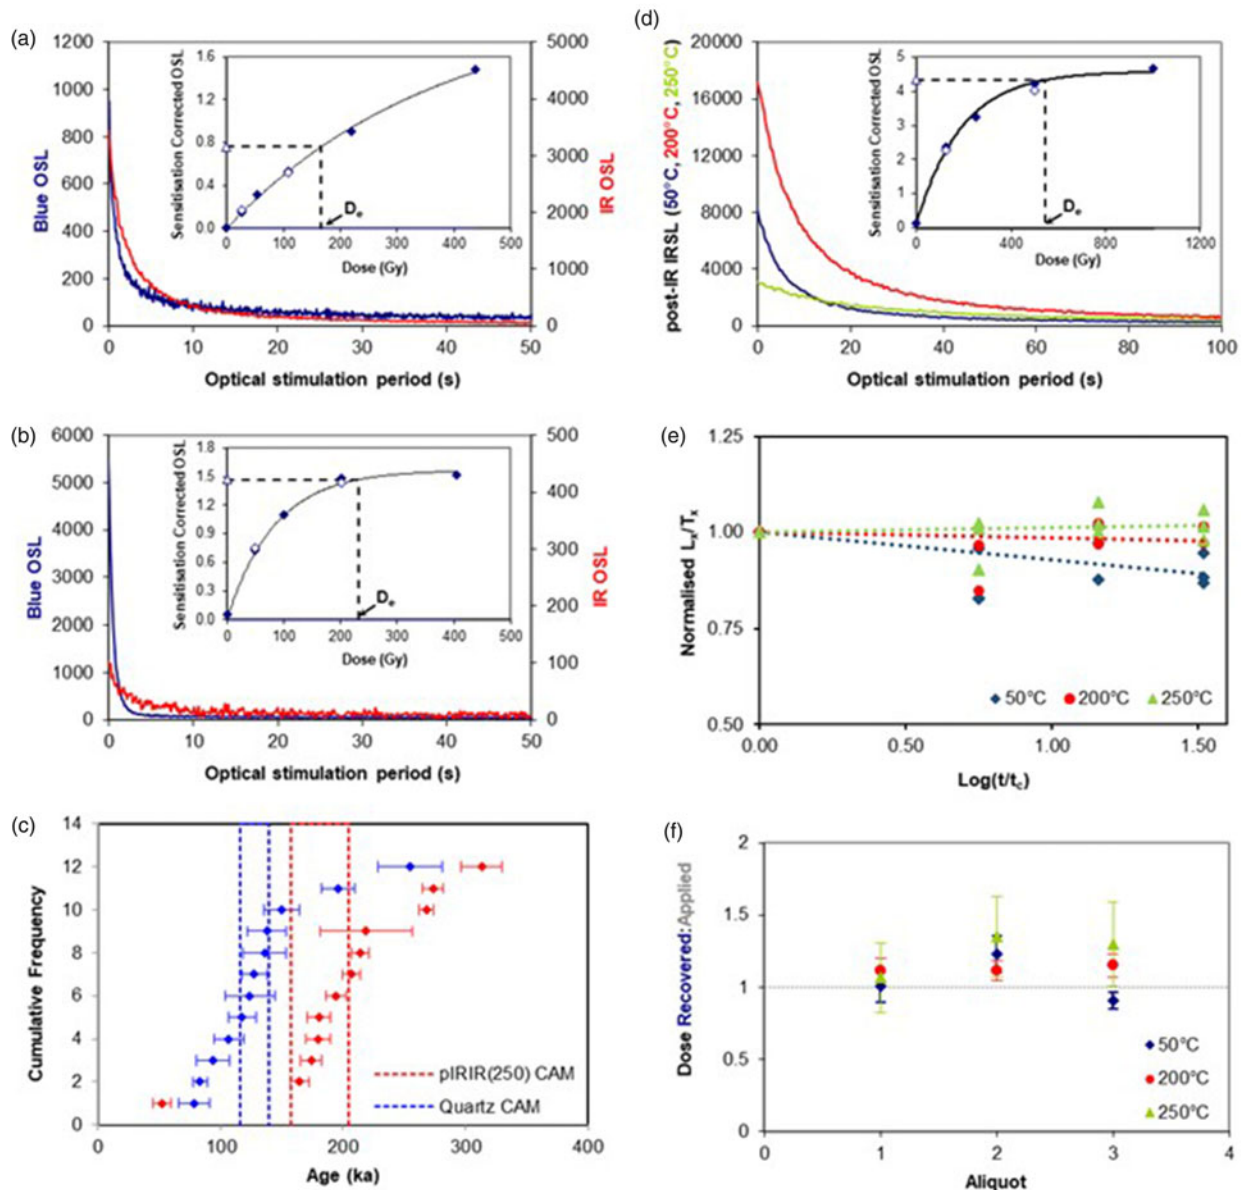 (a)
1200
1000
800
600
400
200
0
Blue OSL
5000
4000
3000
2000
1000
0
IR OSL
0 10 20 30 40 50
Optical stimulation period (s)
Sensitisation Corrected OSL
1.6
1.2
0.8
0.4
0.0
0 100 200 300 400 500
Dose (Gy)
De
(d)
post-IR IRSL (50°C, 200°C, 250°C)
20000
16000
12000
8000
4000
0
0 20 40 60 80 100
Optical stimulation period (s)
Sensitisation Corrected OSL
5
4
3
2
1
0
0 400 800 1200
Dose (Gy)
De
(b)
6000
5000
4000
3000
2000
1000
0
Blue OSL
500
400
300
200
100
0
IR OSL
0 10 20 30 40 50
Optical stimulation period (s)
Sensitisation Corrected OSL
1.8
1.5
1.2
0.9
0.6
0.3
0.0
0 100 200 300 400 500
Dose (Gy)
De
(e)
Normalised Lx/Tx
1.25
1.00
0.75
0.50
0.00 0.50 1.00 1.50
Log(t/tc)
50°C 200°C 250°C
(c)
Cumulative Frequency
14
12
10
8
6
4
2
0
0 100 200 300 400
Age (ka)
pIRIR(250) CAM
Quartz CAM
(f)
Dose Recovered:Applied
2
1.5
1
0.5
0
0 1 2 3 4
Aliquot
50°C
200°C
250°C